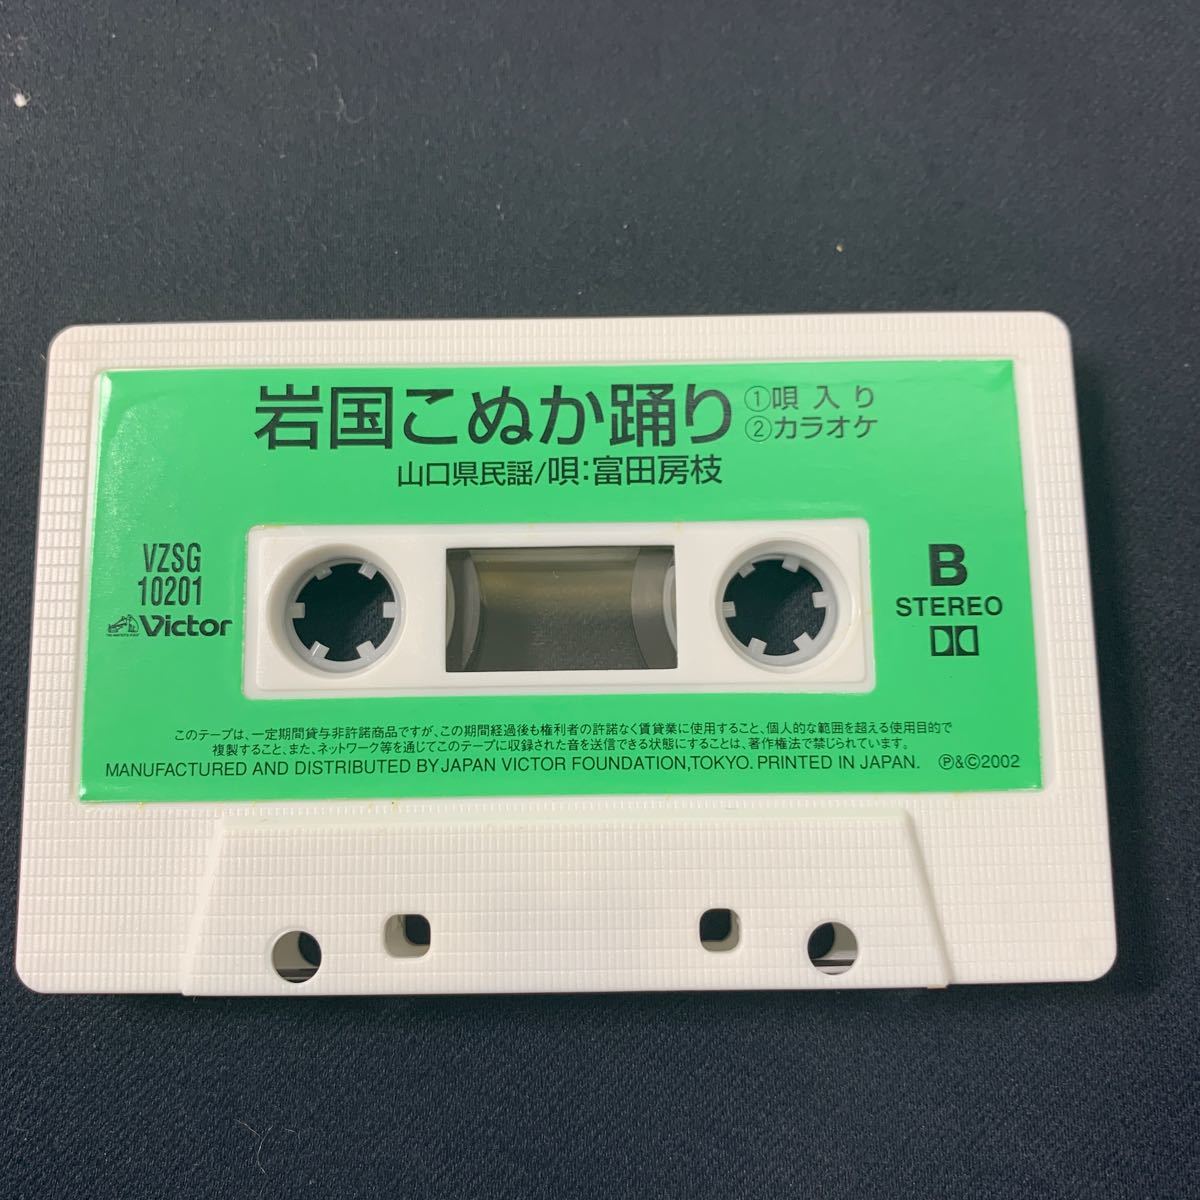 岩国こぬか踊り
①唄 入 り
②カラオケ
山口県民謡/唄:富田房枝
VZSG
10201
Victor
B
STEREO
このテープは、一定期間貸与非許諾商品ですが、この期間経過後も権利者の許諾なく賃貸業に使用すること、個人的な範囲を超える使用目的で
複製すること、また、ネットワーク等を通じてこのテープに収録された音を送信できる状態にすることは、著作権法で禁じられています。
MANUFACTURED AND DISTRIBUTED BY JAPAN VICTOR FOUNDATION,TOKYO. PRINTED IN JAPAN. ℗&©2002